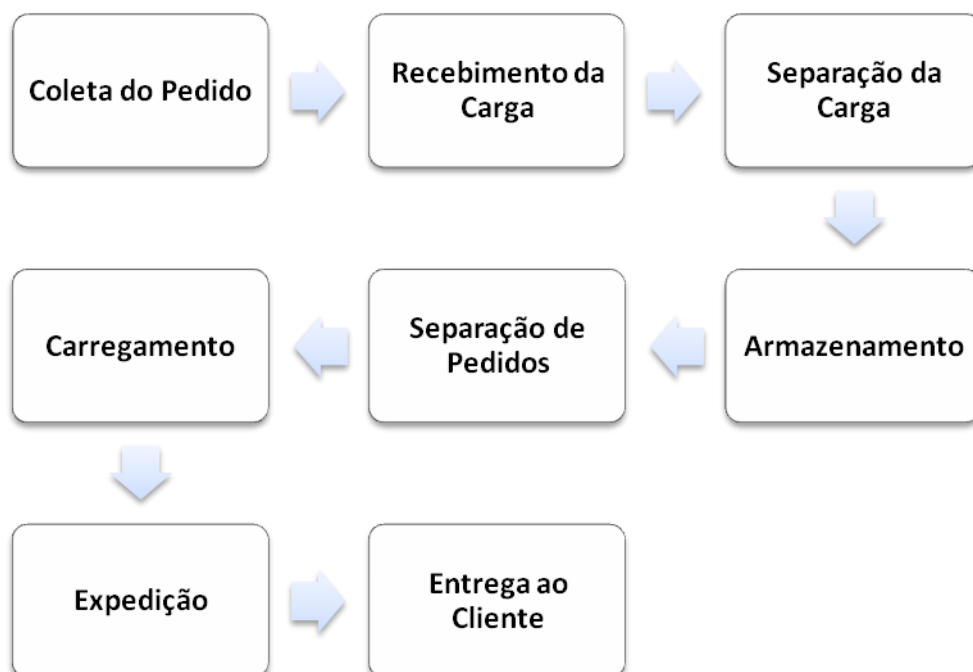 Coleta do Pedido
Recebimento da
Carga
Separação da
Carga
Armazenamento
Separação de
Pedidos
Carregamento
Expedição
Entrega ao
Cliente